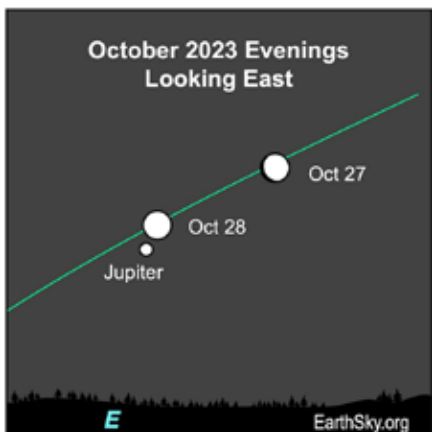 October 2023 Evenings
Looking East
Oct 27
Oct 28
Jupiter
E
EarthSky.org